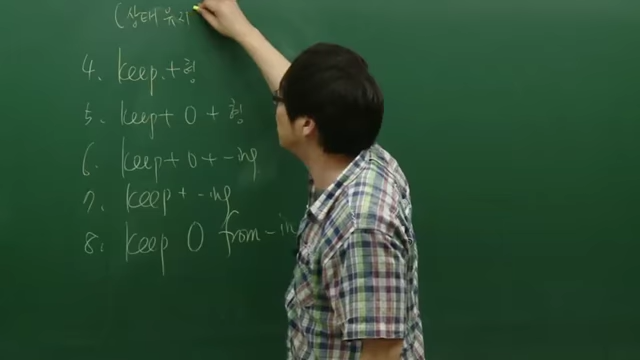 (상태유지
4. keep + 형
5. keep + O + 형
6. keep + O + -ing
7. keep + -ing
8. keep O from -in